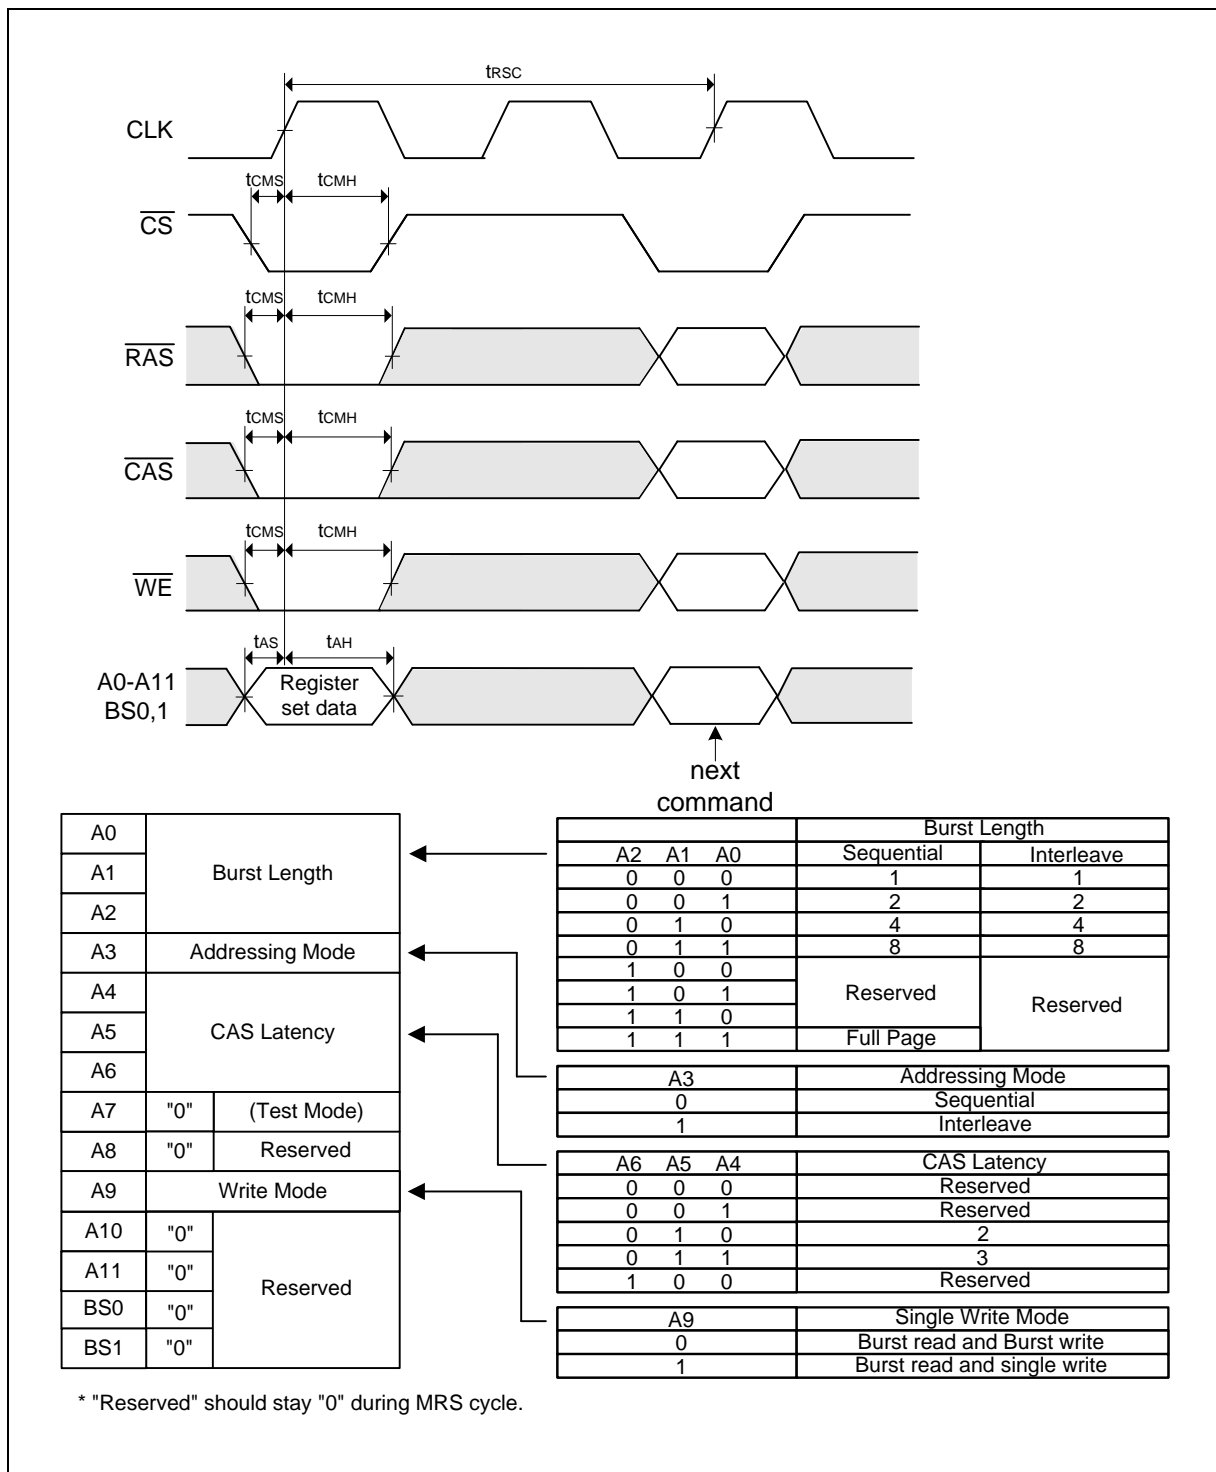 tRSC
CLK
tCMS tCMH
CS
tCMS tCMH
RAS
tCMS tCMH
CAS
tCMS tCMH
WE
tAS tAH
A0-A11
BS0,1
Register
set data
next
command
A0
A1
A2
Burst Length
A3 Addressing Mode
A4
A5
A6
CAS Latency
A7 "0" (Test Mode)
A8 "0" Reserved
A9 Write Mode
A10 "0"
A11 "0"
BS0 "0"
BS1 "0"
Reserved
Burst Length
A2 A1 A0 Sequential Interleave
0 0 0 1 1
0 0 1 2 2
0 1 0 4 4
0 1 1 8 8
1 0 0
1 0 1
1 1 0
Reserved
Reserved
1 1 1 Full Page
A3 Addressing Mode
0 Sequential
1 Interleave
A6 A5 A4 CAS Latency
0 0 0 Reserved
0 0 1 Reserved
0 1 0 2
0 1 1 3
1 0 0 Reserved
A9 Single Write Mode
0 Burst read and Burst write
1 Burst read and single write
* "Reserved" should stay "0" during MRS cycle.